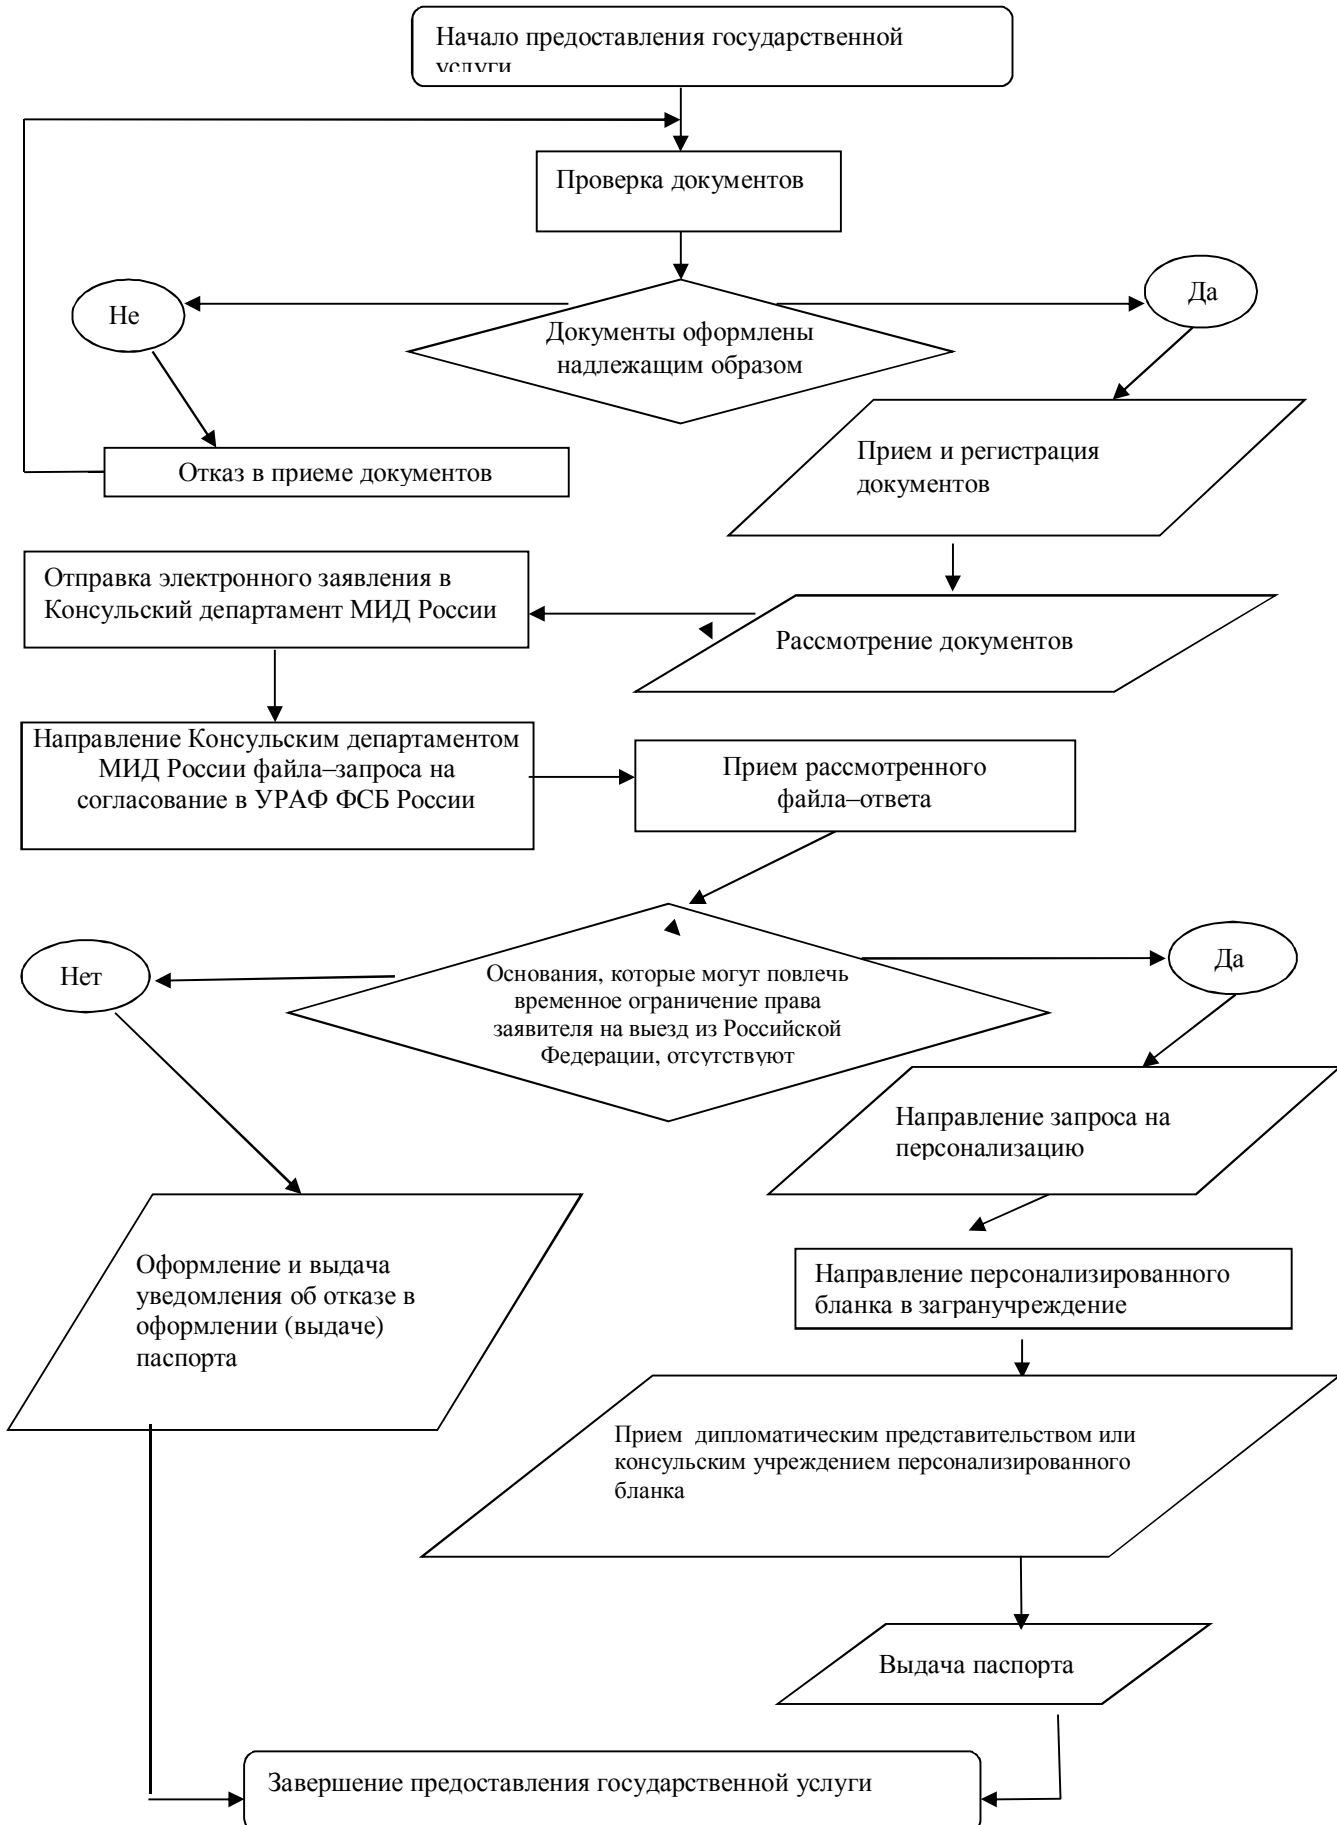 Начало предоставления государственной
услуги
Проверка документов
Не
Да
Документы оформлены
надлежащим образом
Отказ в приеме документов
Прием и регистрация
документов
Отправка электронного заявления в
Консульский департамент МИД России
Рассмотрение документов
Направление Консульским департаментом
МИД России файла–запроса на
согласование в УРАФ ФСБ России
Прием рассмотренного
файла–ответа
Нет
Да
Основания, которые могут повлечь
временное ограничение права
заявителя на выезд из Российской
Федерации, отсутствуют
Направление запроса на
персонализацию
Оформление и выдача
уведомления об отказе в
оформлении (выдаче)
паспорта
Направление персонализированного
бланка в загранучреждение
Прием дипломатическим представительством или
консульским учреждением персонализированного
бланка
Выдача паспорта
Завершение предоставления государственной услуги